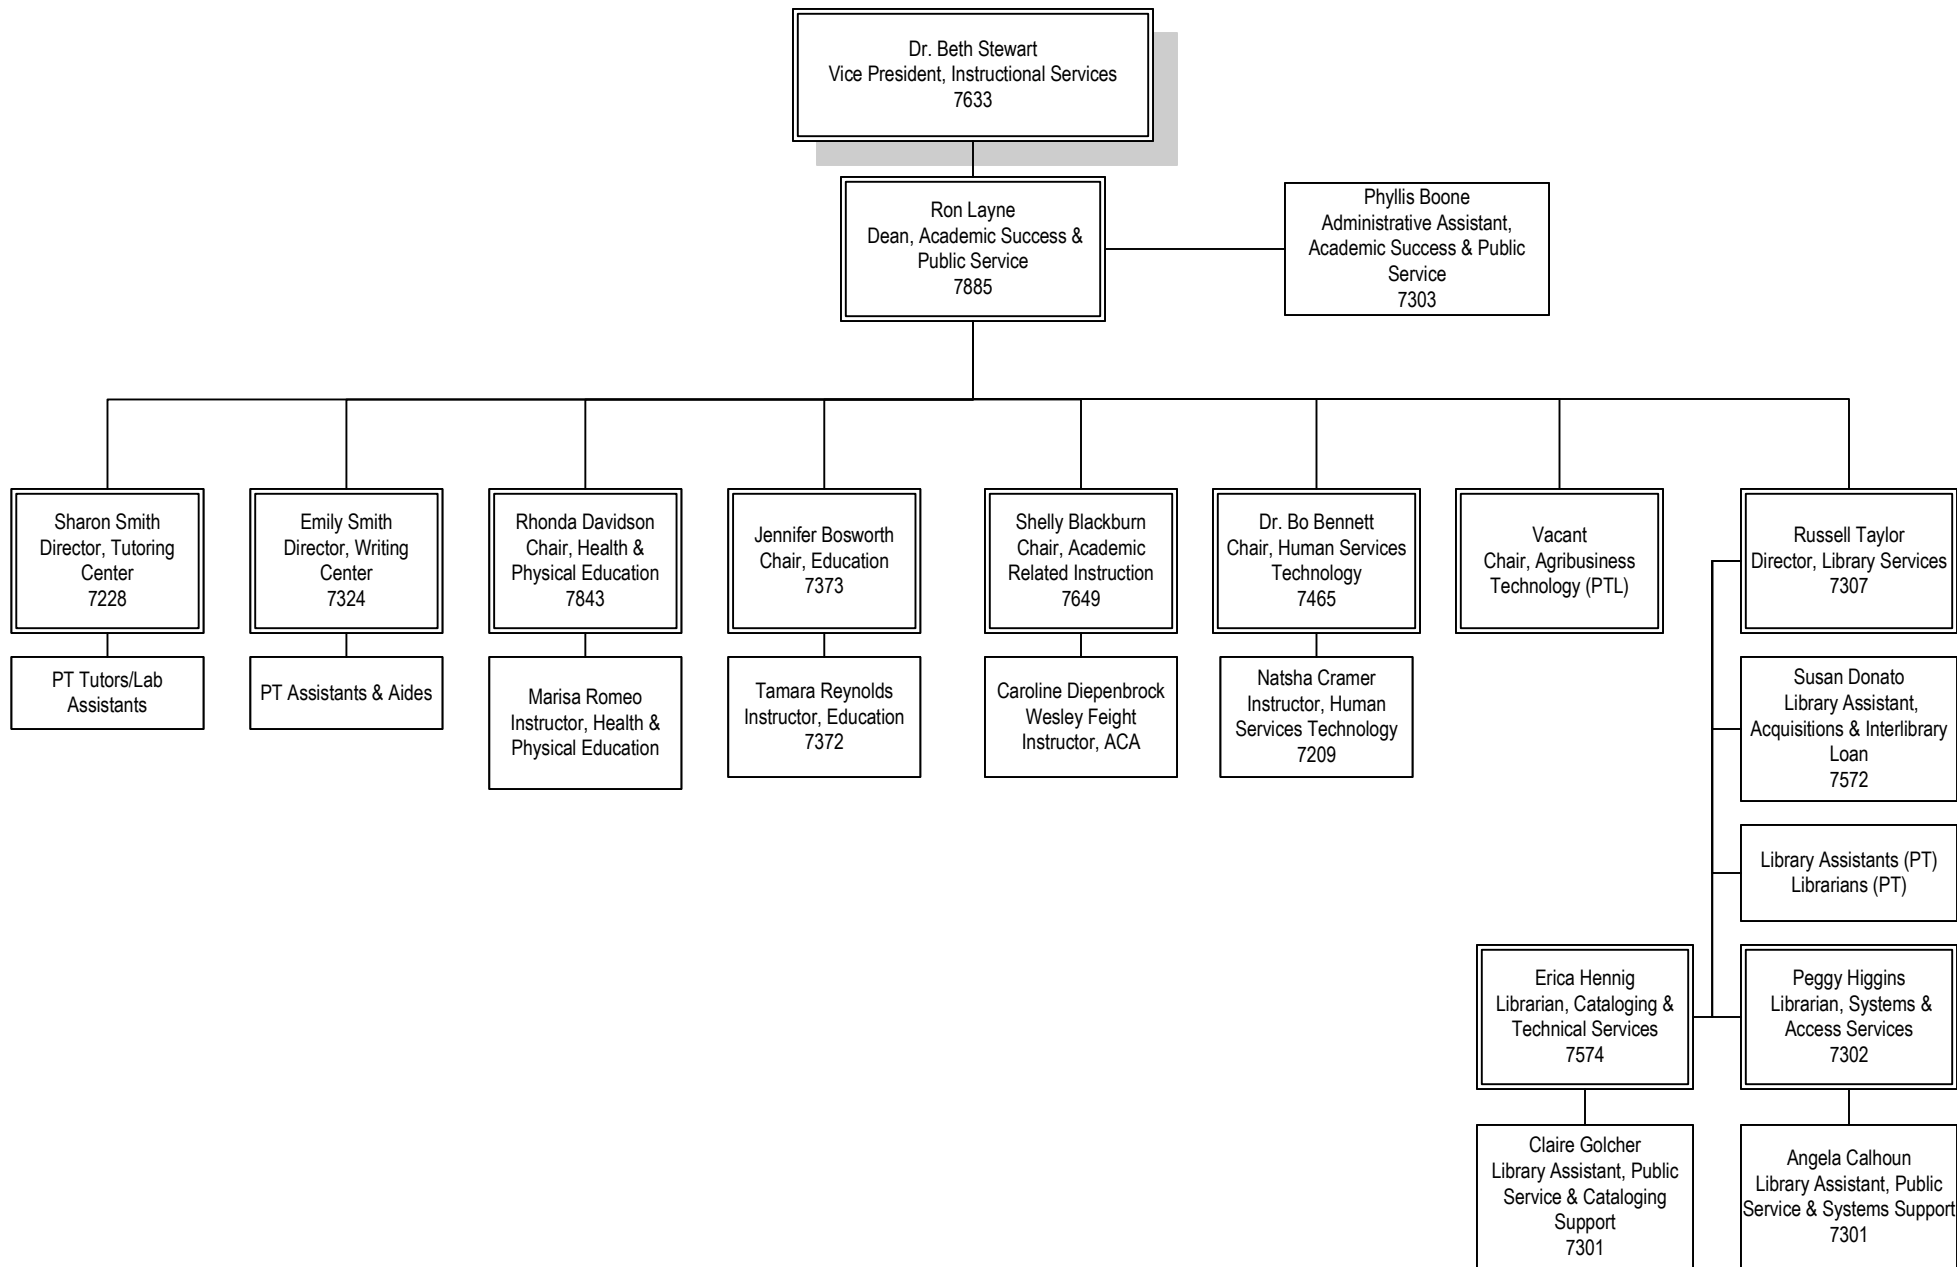 Dr. Beth Stewart
Vice President, Instructional Services
7633
Ron Layne
Dean, Academic Success &
Public Service
7885
Phyllis Boone
Administrative Assistant,
Academic Success & Public
Service
7303
Sharon Smith
Director, Tutoring
Center
7228
Emily Smith
Director, Writing
Center
7324
Rhonda Davidson
Chair, Health &
Physical Education
7843
Jennifer Bosworth
Chair, Education
7373
Shelly Blackburn
Chair, Academic
Related Instruction
7649
Dr. Bo Bennett
Chair, Human Services
Technology
7465
Vacant
Chair, Agribusiness
Technology (PTL)
Russell Taylor
Director, Library Services
7307
PT Tutors/Lab
Assistants
PT Assistants & Aides
Marisa Romeo
Instructor, Health &
Physical Education
Tamara Reynolds
Instructor, Education
7372
Caroline Diepenbrock
Wesley Feight
Instructor, ACA
Natsha Cramer
Instructor, Human
Services Technology
7209
Susan Donato
Library Assistant,
Acquisitions & Interlibrary
Loan
7572
Library Assistants (PT)
Librarians (PT)
Erica Hennig
Librarian, Cataloging &
Technical Services
7574
Peggy Higgins
Librarian, Systems &
Access Services
7302
Claire Golcher
Library Assistant, Public
Service & Cataloging
Support
7301
Angela Calhoun
Library Assistant, Public
Service & Systems Support
7301